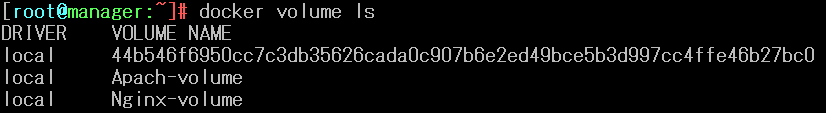 [root@manager:~]# docker volume ls
DRIVER    VOLUME NAME
local     44b546f6950cc7c3db35626cada0c907b6e2ed49bce5b3d997cc4ffe46b27bc0
local     Apach-volume
local     Nginx-volume